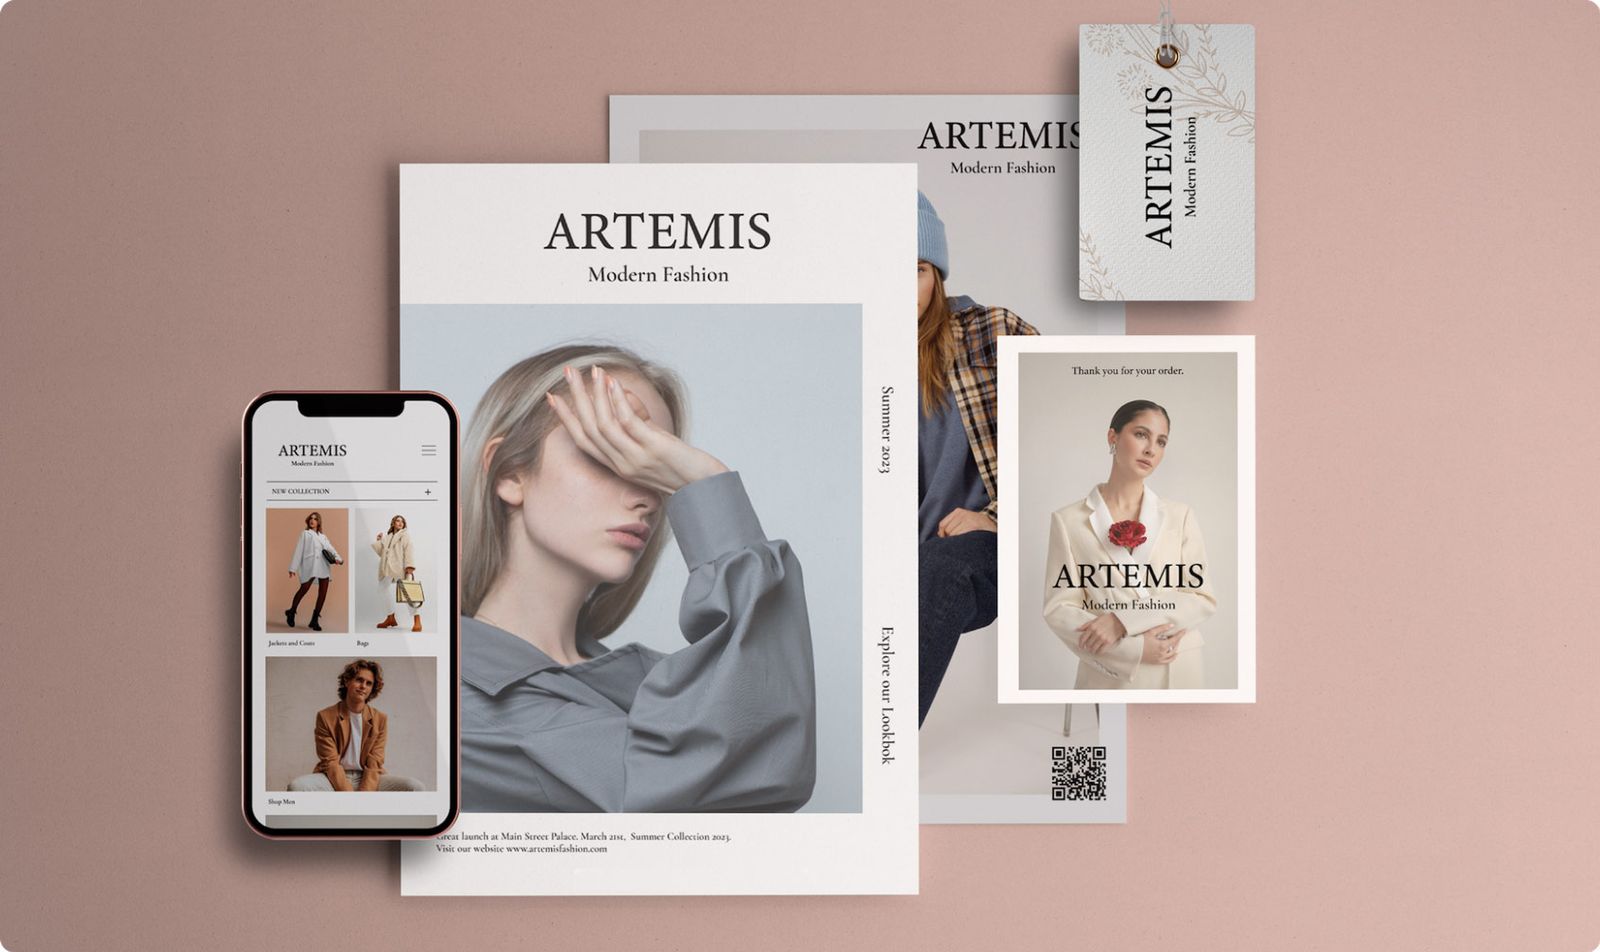 ARTEMIS
Modern Fashion
Summer 2023
Explore our Lookbok
Great launch at Main Street Palace. March 21st, Summer Collection 2023.
Visit our website www.artemisfashion.com
ARTEMIS
Modern Fashion
ARTEMIS
Modern Fashion
Thank you for your order.
ARTEMIS
Modern Fashion
ARTEMIS
Modern Fashion
NEW COLLECTION +
Jackets and Coats
Bags
Shop Men